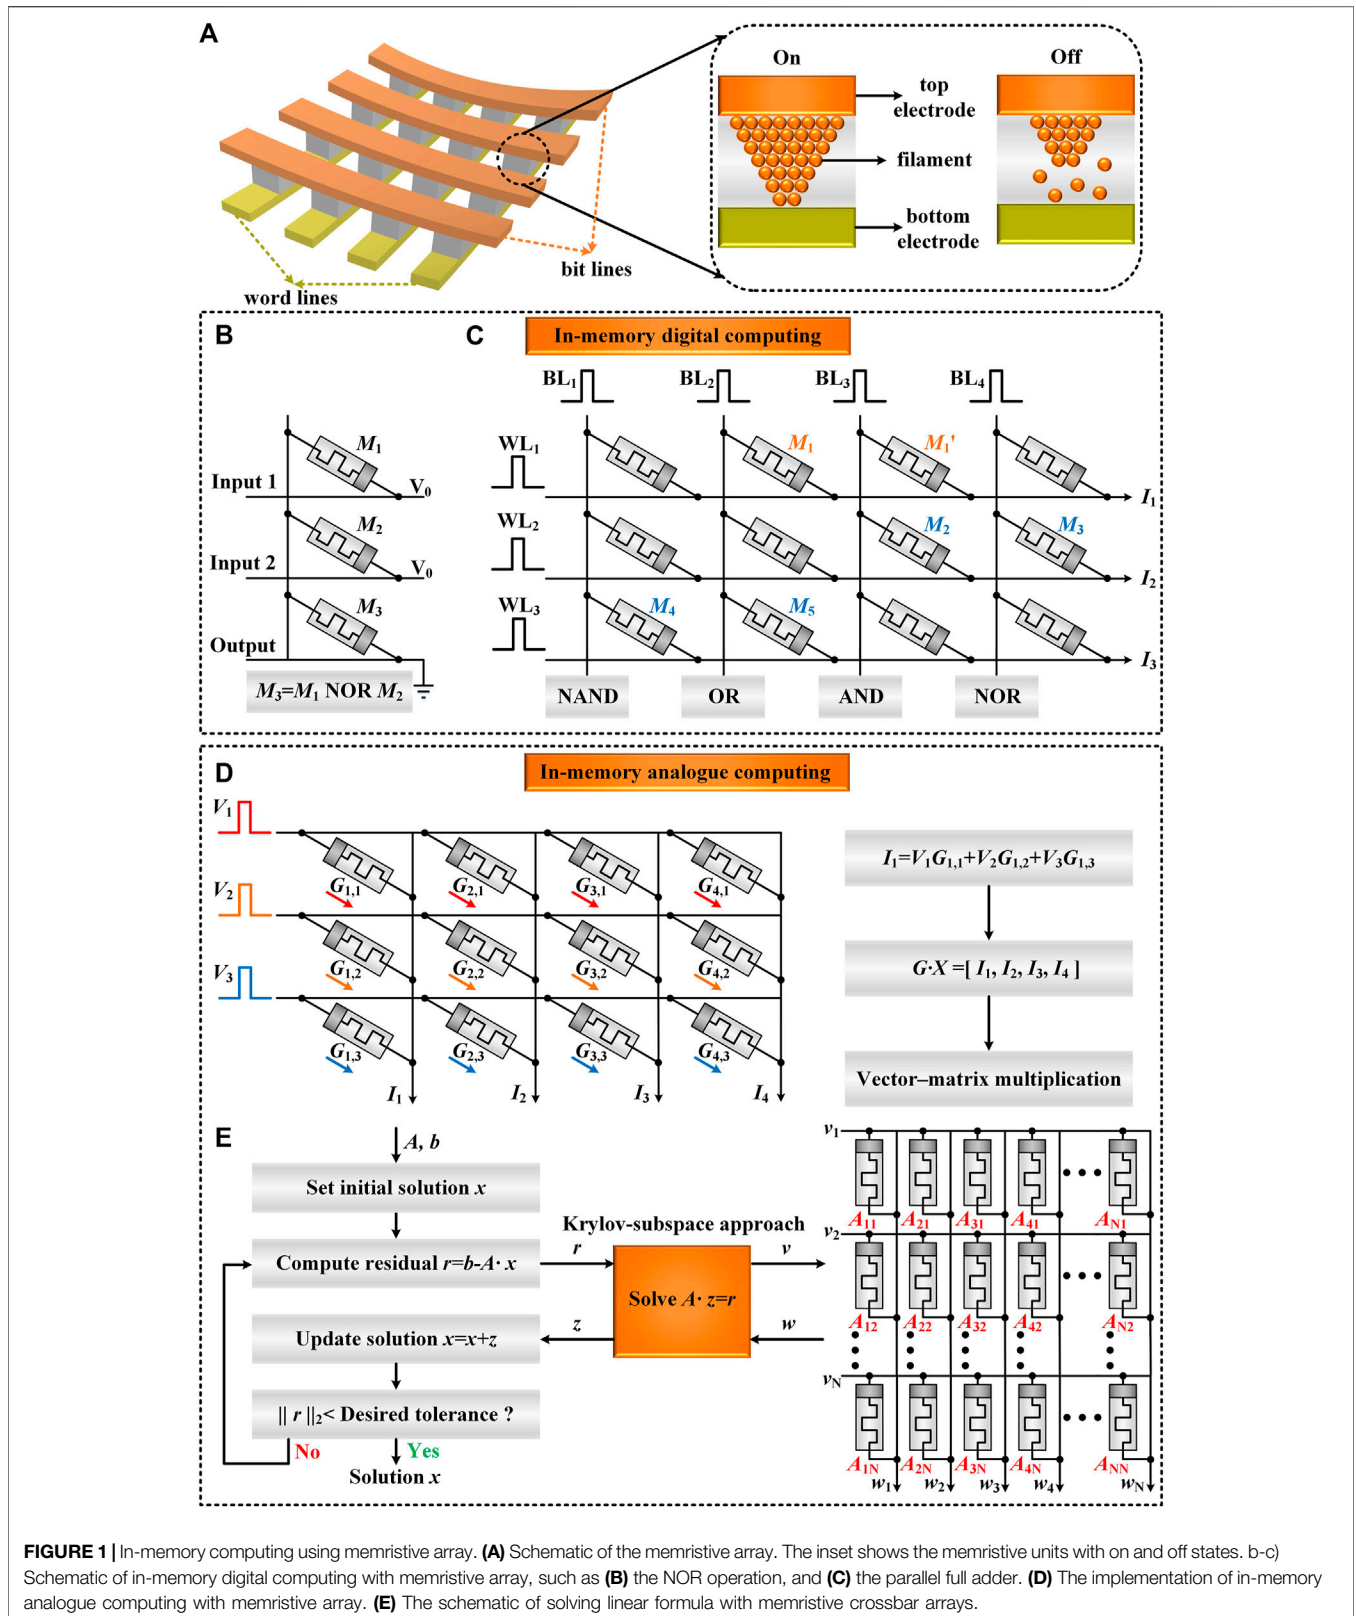 A
On
Off
top
electrode
filament
bottom
electrode
bit lines
word lines
B
C
In-memory digital computing
BL1
BL2
BL3
BL4
M1
Input 1
V0
M2
Input 2
V0
M3
Output
M3=M1 NOR M2
WL1
M1
M1'
I1
WL2
M2
M3
I2
WL3
M4
M5
I3
NAND
OR
AND
NOR
D
In-memory analogue computing
V1
G1,1
G2,1
G3,1
G4,1
V2
G1,2
G2,2
G3,2
G4,2
V3
G1,3
G2,3
G3,3
G4,3
I1
I2
I3
I4
I1=V1G1,1+V2G1,2+V3G1,3
G·X =[ I1, I2, I3, I4 ]
Vector–matrix multiplication
E
A, b
Set initial solution x
Compute residual r=b-A· x
Update solution x=x+z
|| r ||2< Desired tolerance ?
No
Yes
Solution x
Krylov-subspace approach
r
v
Solve A· z=r
z
w
v1
A11
A21
A31
A41
AN1
v2
A12
A22
A32
A42
AN2
vN
A1N
A2N
A3N
A4N
ANN
w1
w2
w3
w4
wN
FIGURE 1 | In-memory computing using memristive array. (A) Schematic of the memristive array. The inset shows the memristive units with on and off states. b-c)
Schematic of in-memory digital computing with memristive array, such as (B) the NOR operation, and (C) the parallel full adder. (D) The implementation of in-memory
analogue computing with memristive array. (E) The schematic of solving linear formula with memristive crossbar arrays.